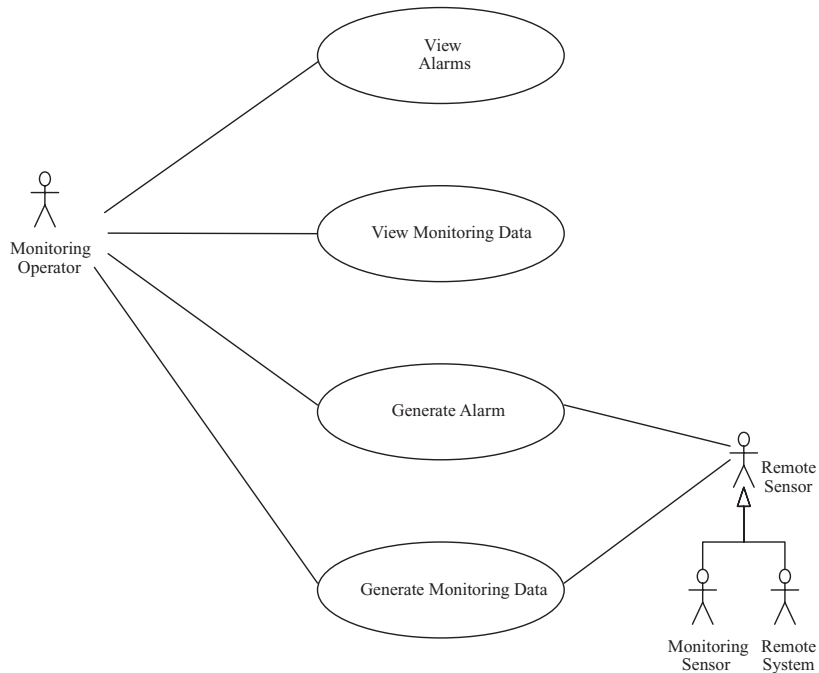 View
Alarms
Monitoring
Operator
View Monitoring Data
Generate Alarm
Remote
Sensor
Generate Monitoring Data
Monitoring
Sensor
Remote
System